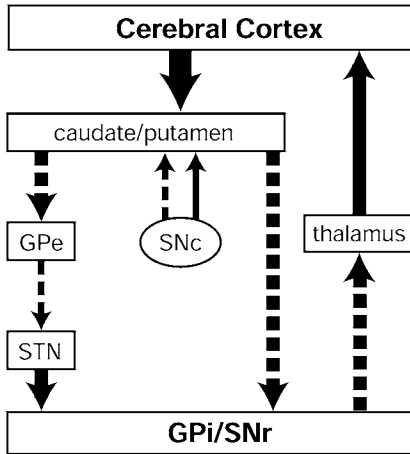 Cerebral Cortex
caudate/putamen
GPe
SNc
thalamus
STN
GPi/SNr